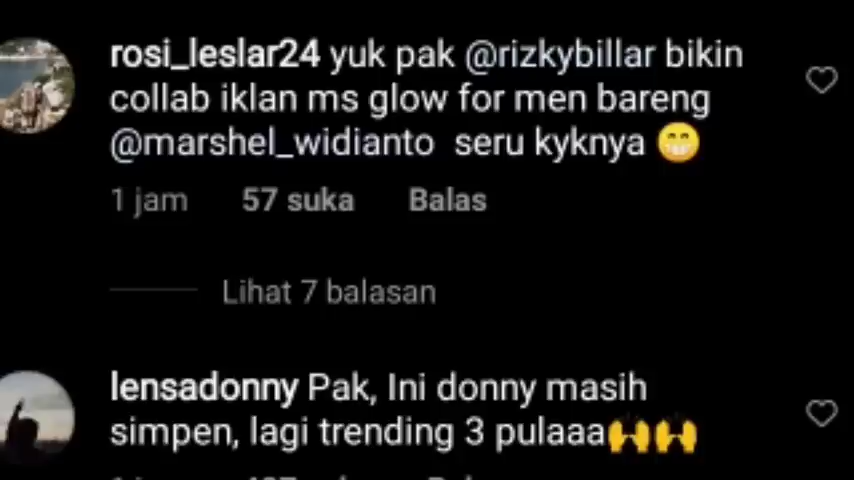 rosi_leslar24 yuk pak @rizkybillar bikin
collab iklan ms glow for men bareng
@marshel_widianto seru kyknya 😁
1 jam 57 suka Balas
Lihat 7 balasan
lensadonny Pak, Ini donny masih
simpen, lagi trending 3 pulaaa🙌🙌